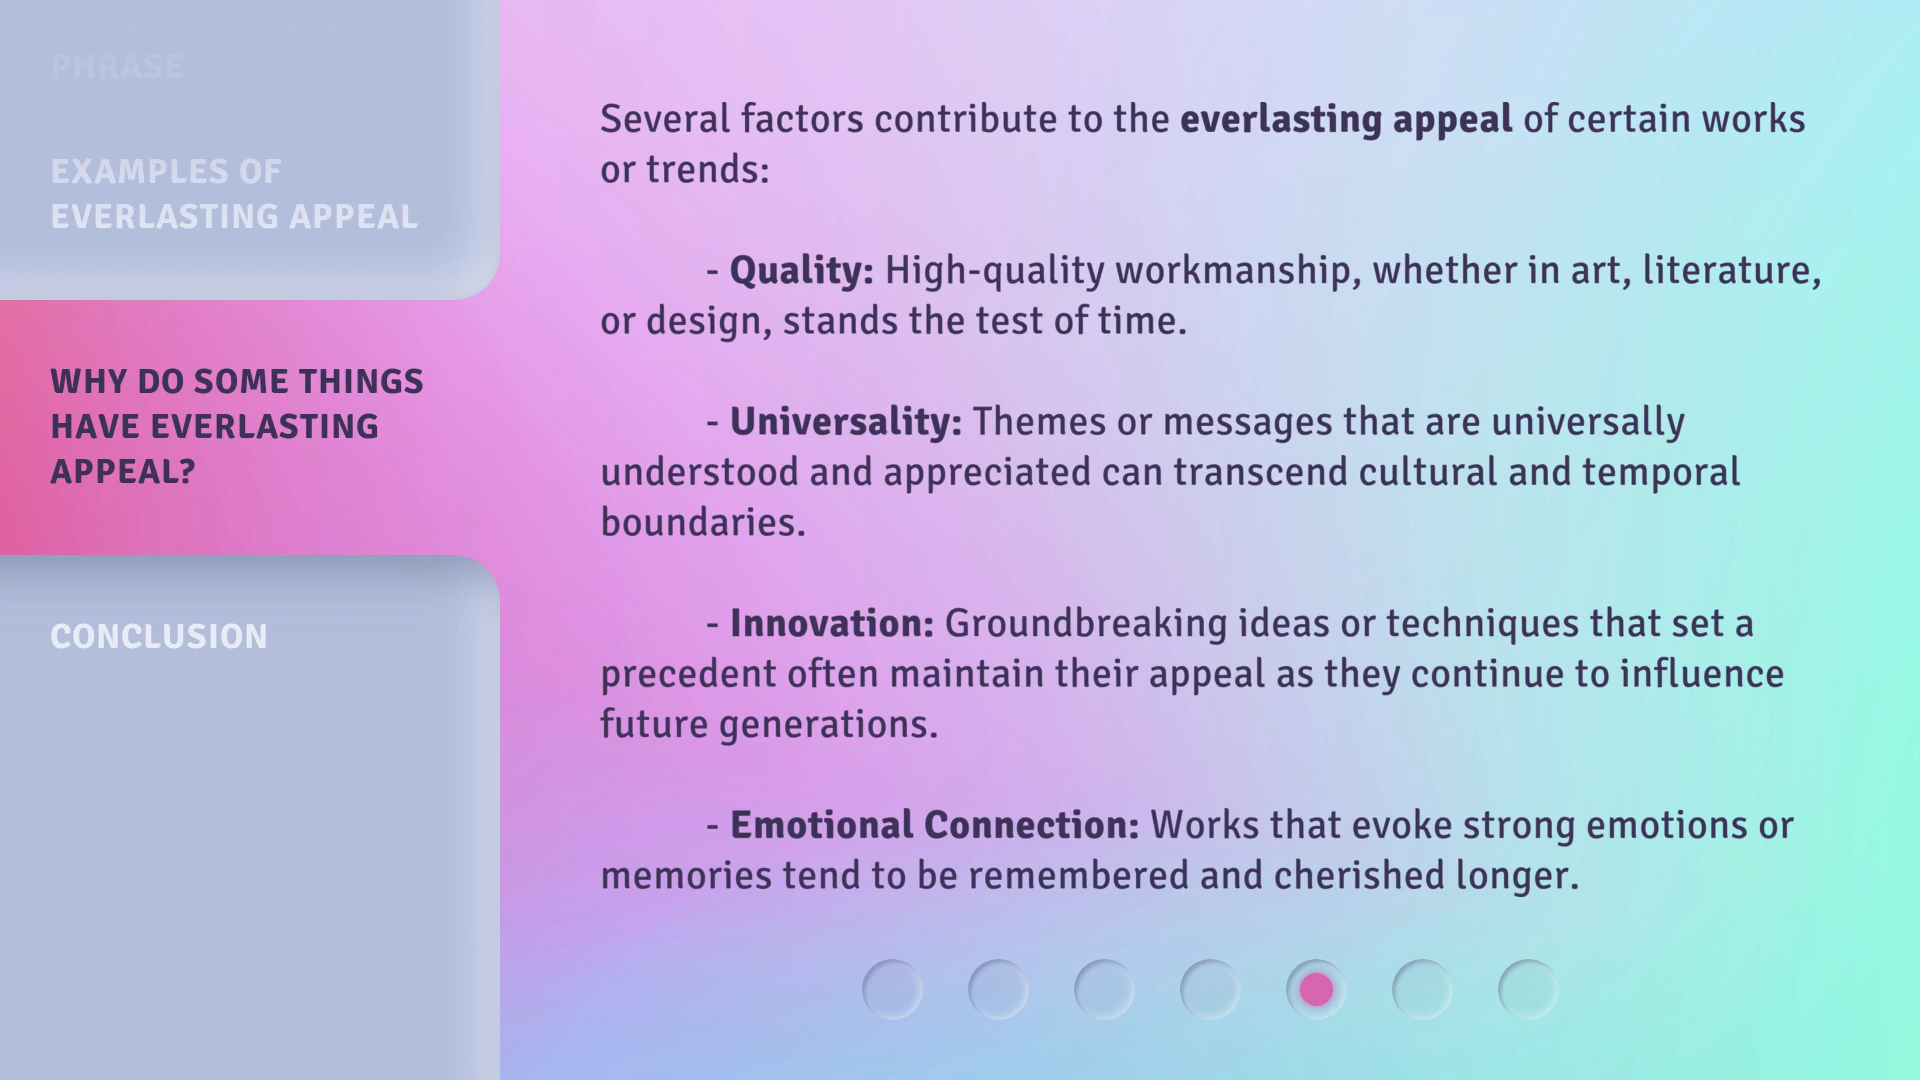 PHRASE
EXAMPLES OF
EVERLASTING APPEAL
WHY DO SOME THINGS
HAVE EVERLASTING
APPEAL?
CONCLUSION
Several factors contribute to the everlasting appeal of certain works
or trends:
- Quality: High-quality workmanship, whether in art, literature,
or design, stands the test of time.
- Universality: Themes or messages that are universally
understood and appreciated can transcend cultural and temporal
boundaries.
- Innovation: Groundbreaking ideas or techniques that set a
precedent often maintain their appeal as they continue to influence
future generations.
- Emotional Connection: Works that evoke strong emotions or
memories tend to be remembered and cherished longer.